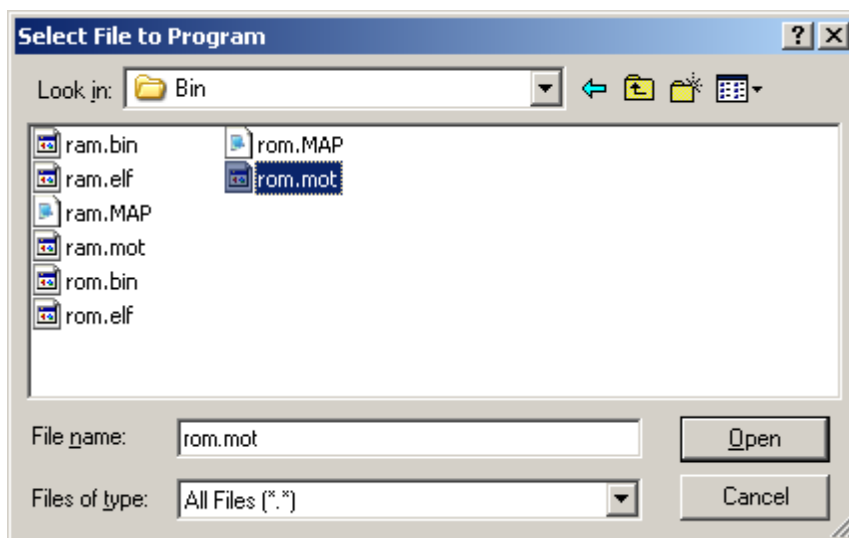 Select File to Program
Look in: Bin
ram.bin rom.MAP
ram.elf rom.mot
ram.MAP
ram.mot
rom.bin
rom.elf
File name: rom.mot Open
Files of type: All Files (*.*) Cancel